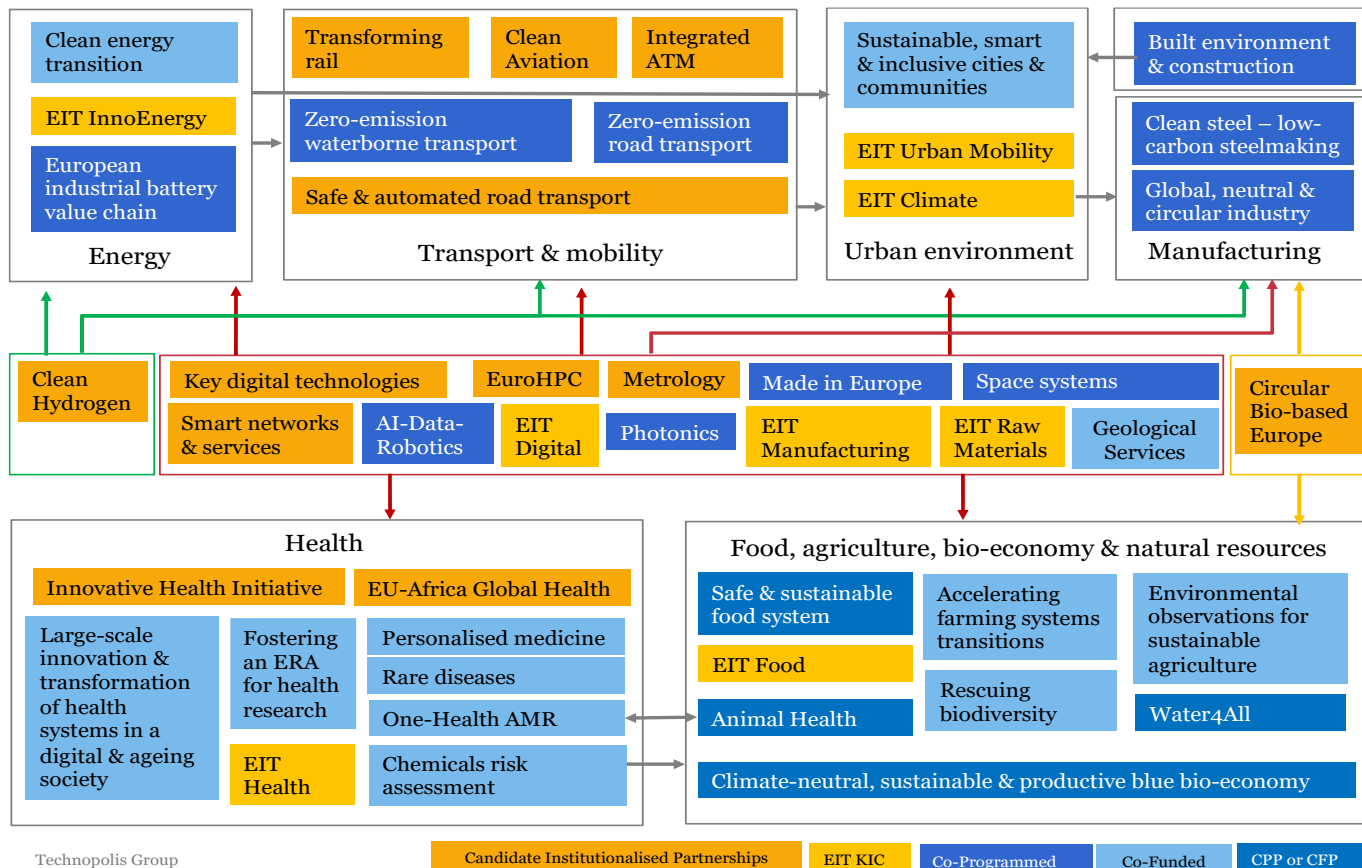 Clean energy
transition
EIT InnoEnergy
European
industrial battery
value chain
Energy
Transforming
rail
Clean
Aviation
Integrated
ATM
Zero-emission
waterborne transport
Zero-emission
road transport
Safe & automated road transport
Transport & mobility
Sustainable, smart
& inclusive cities &
communities
EIT Urban Mobility
EIT Climate
Urban environment
Built environment
& construction
Clean steel – low-
carbon steelmaking
Global, neutral &
circular industry
Manufacturing
Clean
Hydrogen
Key digital technologies
EuroHPC
Metrology
Made in Europe
Space systems
Smart networks
& services
AI-Data-
Robotics
EIT
Digital
Photonics
EIT
Manufacturing
EIT Raw
Materials
Geological
Services
Circular
Bio-based
Europe
Health
Innovative Health Initiative
EU-Africa Global Health
Large-scale
innovation &
transformation
of health
systems in a
digital & ageing
society
Fostering
an ERA
for health
research
EIT
Health
Personalised medicine
Rare diseases
One-Health AMR
Chemicals risk
assessment
Food, agriculture, bio-economy & natural resources
Safe & sustainable
food system
EIT Food
Animal Health
Accelerating
farming systems
transitions
Rescuing
biodiversity
Environmental
observations for
sustainable
agriculture
Water4All
Climate-neutral, sustainable & productive blue bio-economy
Technopolis Group
Candidate Institutionalised Partnerships
EIT KIC
Co-Programmed
Co-Funded
CPP or CFP